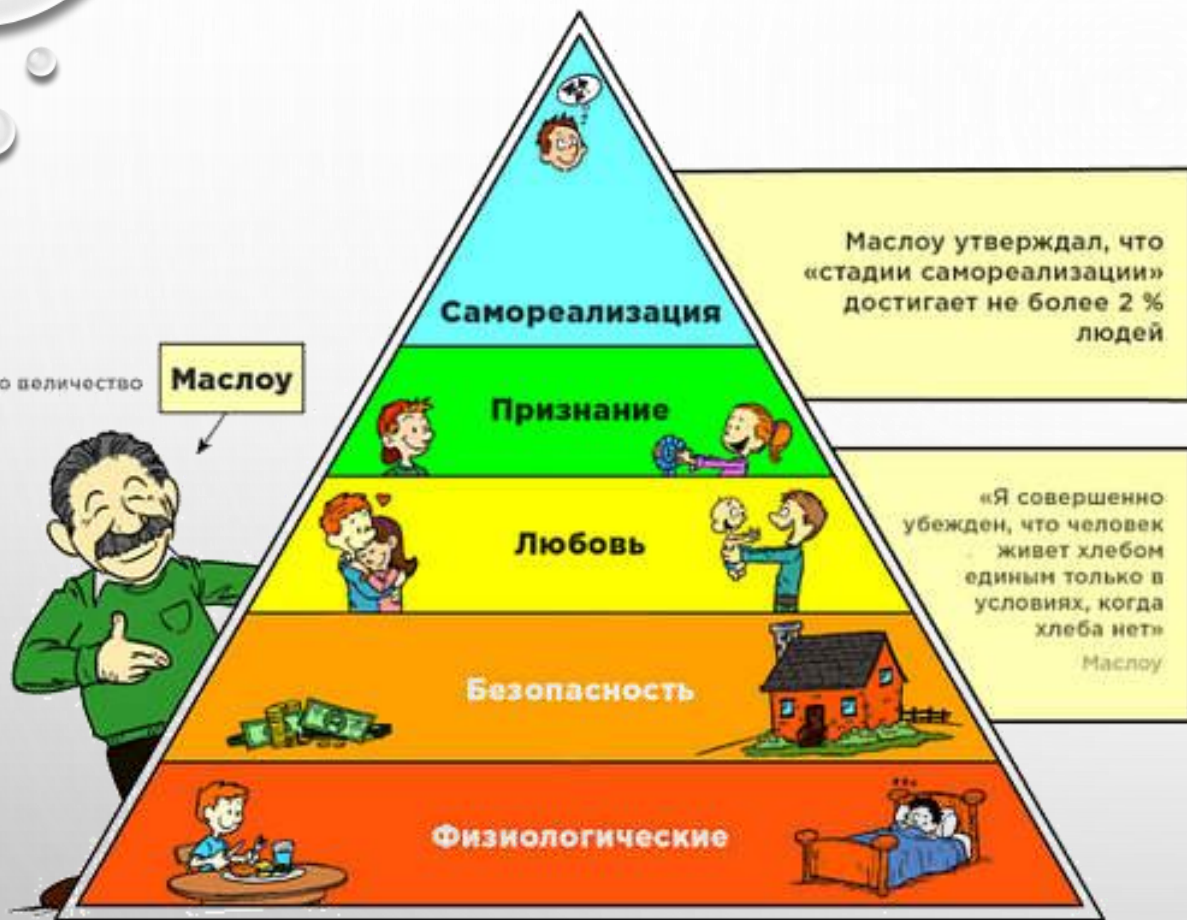 Маслоу утверждал, что
«стадии самореализации»
достигает не более 2 %
людей
Самореализация
о величество
Маслоу
Признание
«Я совершенно
убежден, что человек
живет хлебом
единым только в
условиях, когда
хлеба нет»
Маслоу
Любовь
Безопасность
Физиологические